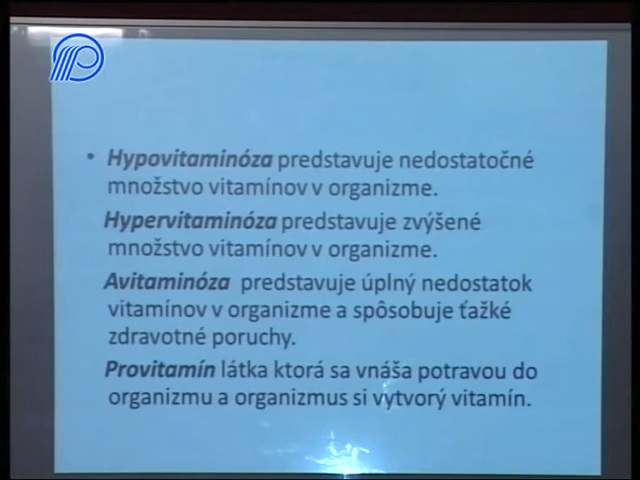 • Hypovitaminóza predstavuje nedostatočné
množstvo vitamínov v organizme.
Hypervitaminóza predstavuje zvýšené
množstvo vitamínov v organizme.
Avitaminóza predstavuje úplný nedostatok
vitamínov v organizme a spôsobuje ťažké
zdravotné poruchy.
Provitamín látka ktorá sa vnáša potravou do
organizmu a organizmus si vytvorý vitamín.